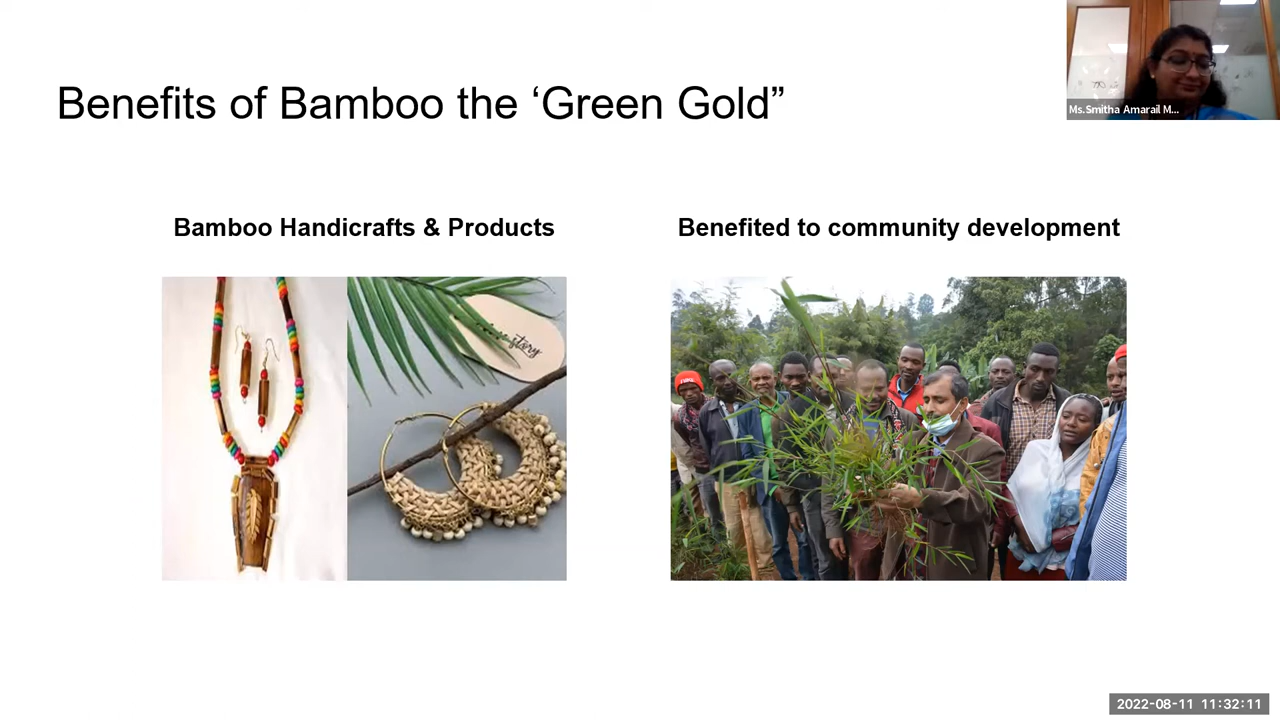 Benefits of Bamboo the ‘Green Gold”
Ms.Smitha Amarail M...
Bamboo Handicrafts & Products
Benefited to community development
story
2022-08-11 11:32:11